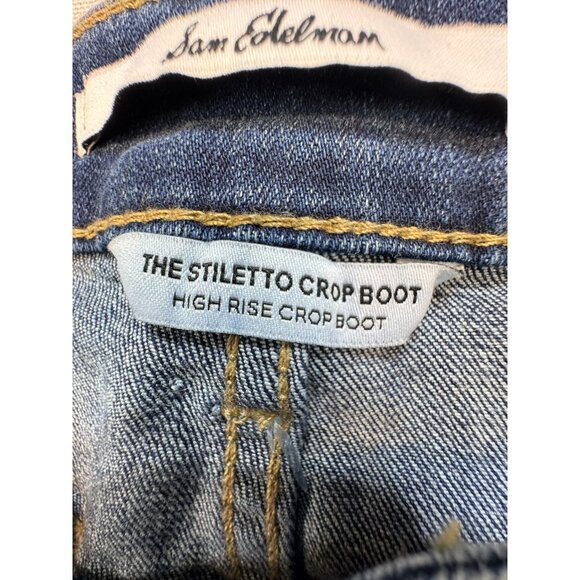 Sam Edelman
THE STILETTO CROP BOOT
HIGH RISE CROP BOOT